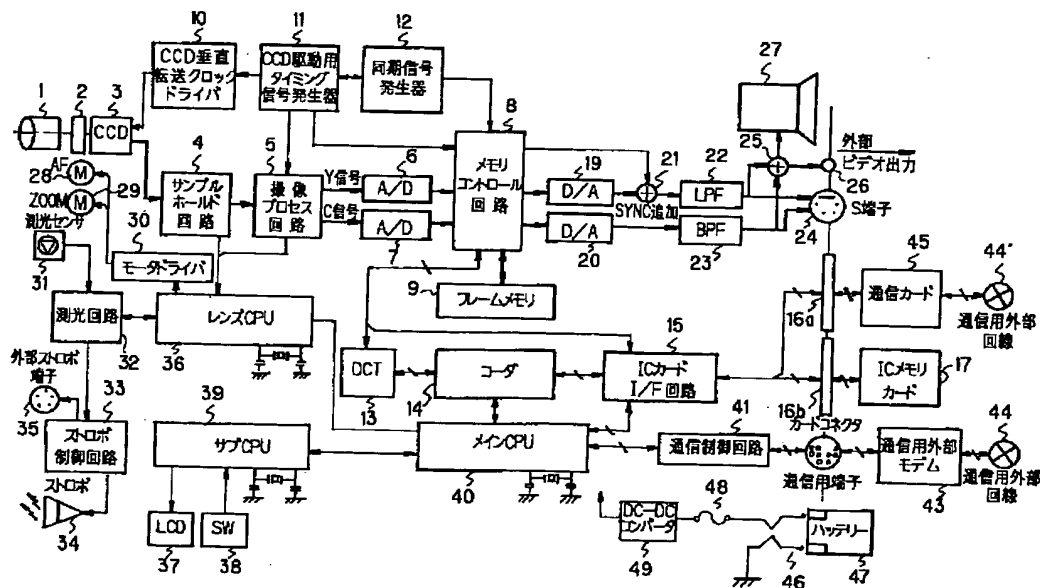 10
11
12
CCD垂直
転送クロック
ドライバ
CCD駆動用
タイミング
信号発生器
同期信号
発生器
27
1
2
3
CCD
8
メモリ
コントロール
回路
外部
ビデオ出力
25
26
4
サンプル
ホールド
回路
5
撮像
プロセス
回路
6
Y信号
A/D
C信号
A/D
7
19
D/A
21
SYNC追加
22
LPF
D/A
20
BPF
23
S端子
24
AF
M
28
29
ZOOM
M
測光センサ
31
30
モータドライバ
9
フレームメモリ
45
通信カード
44''
通信用外部
回線
16a
測光回路
32
レンズCPU
36
DCT
13
コーダ
14
15
ICカード
I/F回路
ICメモリ
カード
17
16b
カードコネクタ
外部ストロボ
端子
35
33
ストロボ
制御回路
ストロボ
34
39
サブCPU
メインCPU
40
41
通信制御回路
通信用端子
通信用外部
モデム
43
44
通信用外部
回線
LCD
37
SW
38
DC-DC
コンバータ
49
48
46
バッテリー
47